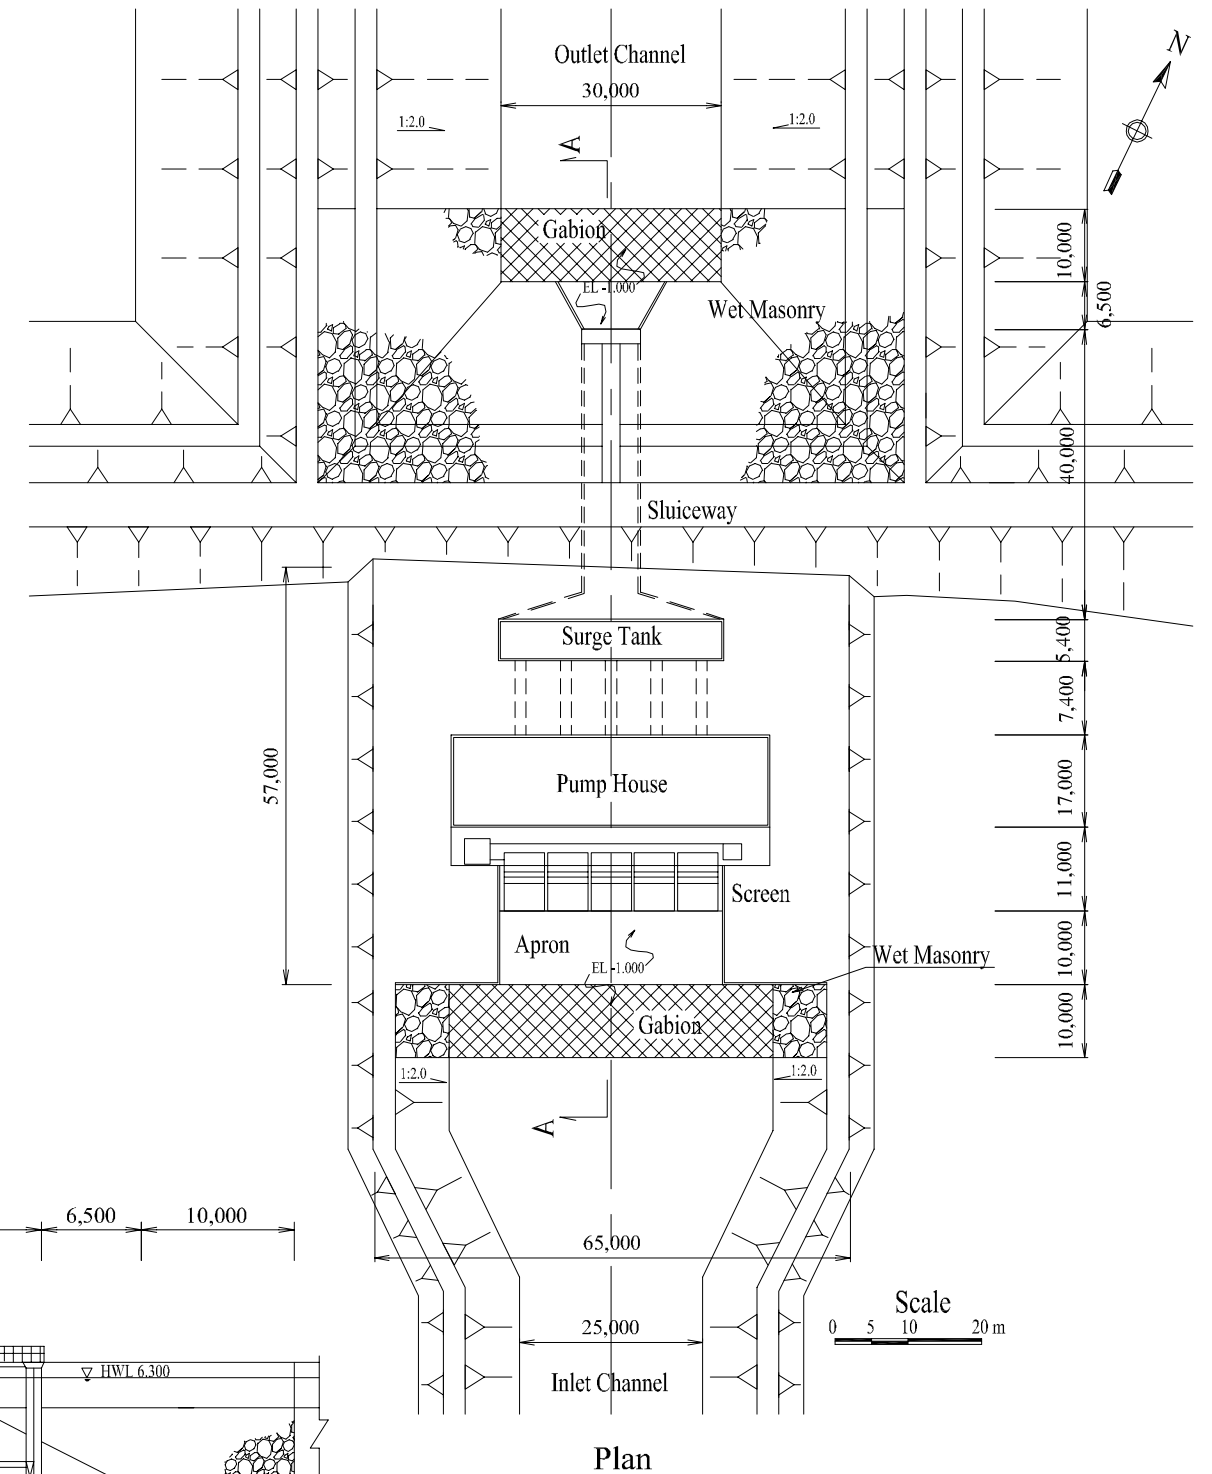 N
Outlet Channel
30,000
1:2.0
1:2.0
A
Gabion
10,000
EL -1.000
6,500
Wet Masonry
40,000
Sluiceway
5,400
Surge Tank
7,400
57,000
Pump House
17,000
11,000
Screen
Apron
10,000
Wet Masonry
EL -1.000
10,000
Gabion
1:2.0
1:2.0
A
6,500
10,000
65,000
Scale
0 5 10 20 m
25,000
HWL 6.300
Inlet Channel
Plan